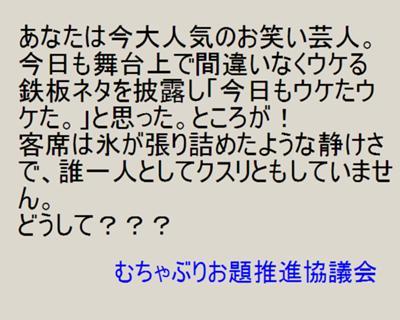 あなたは今大人気のお笑い芸人。
今日も舞台上で間違いなくウケる
鉄板ネタを披露し「今日もウケたウ
ケた。」と思った。ところが！
客席は氷が張り詰めたような静けさ
で、誰一人としてクスリともしていませ
ん。
どうして？？？
むちゃぶりお題推進協議会